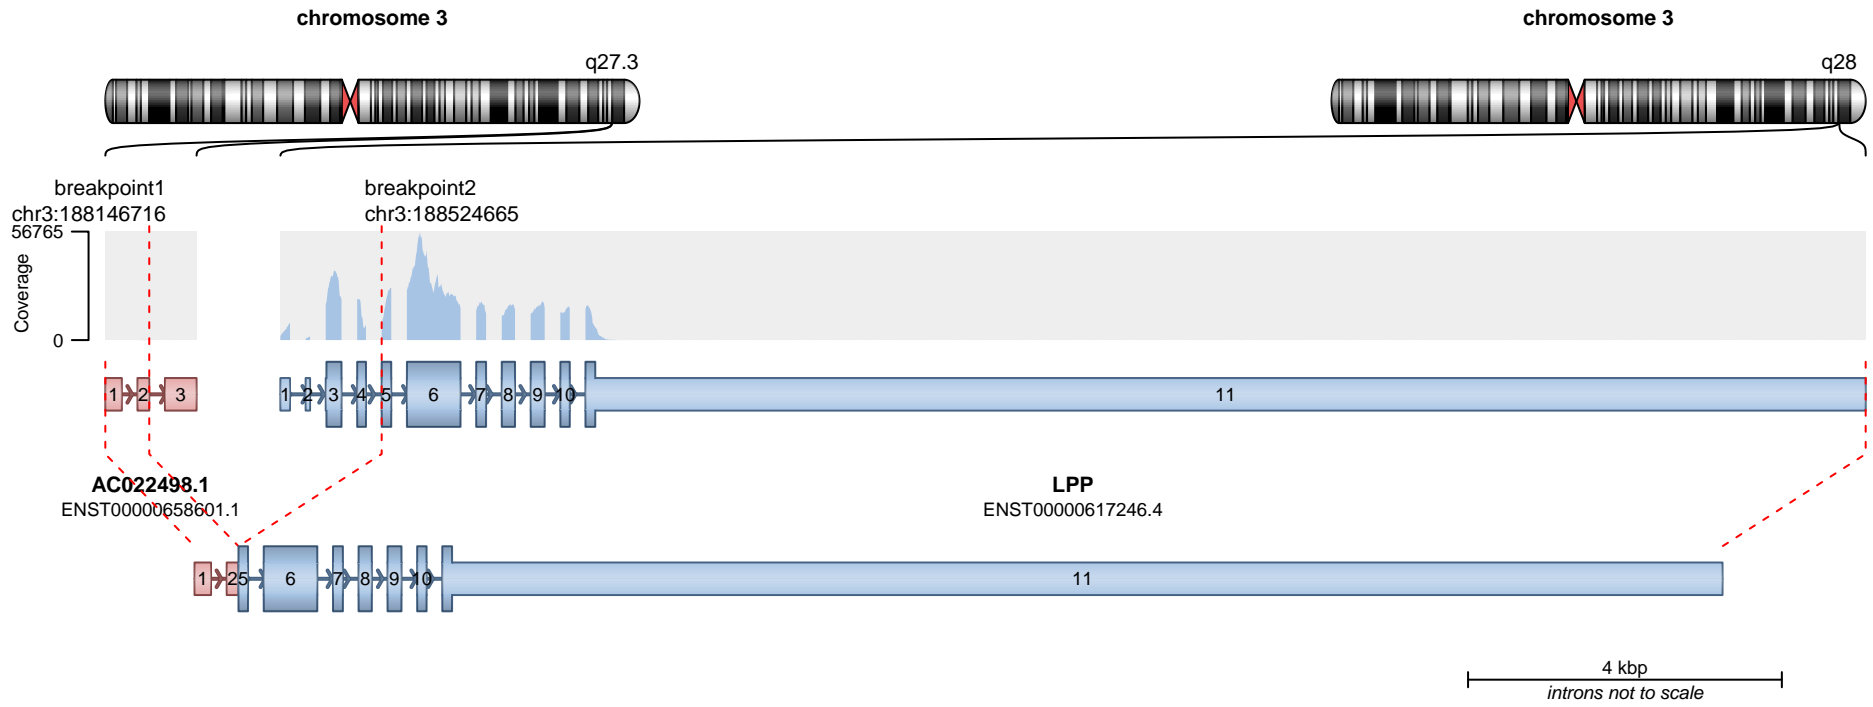 chromosome 3
chromosome 3
q27.3
q28
breakpoint1
chr3:188146716
breakpoint2
chr3:188524665
56765
Coverage
0
1 2 3
1 2 3 4 5 6 7 8 9 10 11
AC022498.1
ENST00000658601.1
LPP
ENST00000617246.4
1 2 5 6 7 8 9 10 11
4 kbp
introns not to scale